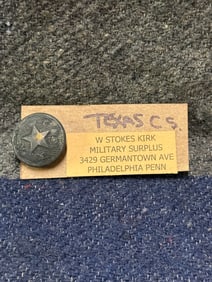 TEXAS C.S.
W STOKES KIRK
MILITARY SURPLUS
3429 GERMANTOWN AVE
PHILADELPHIA PENN